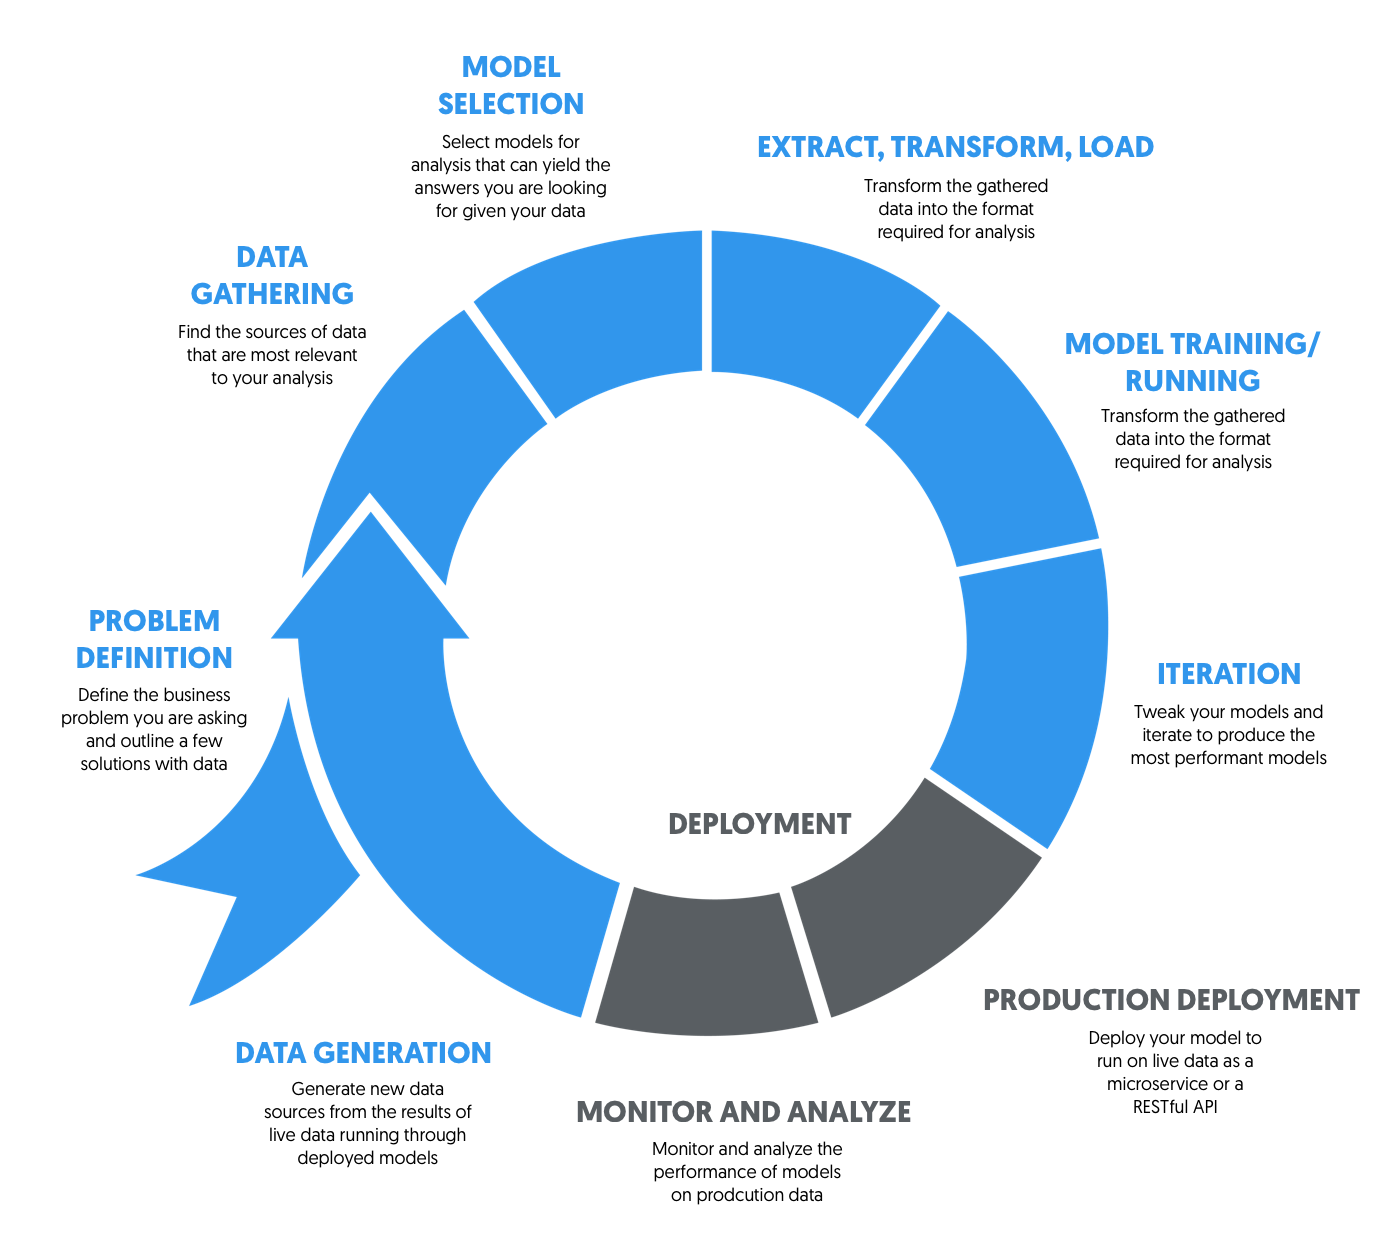 MODEL
SELECTION
Select models for
analysis that can yield the
answers you are looking
for given your data
EXTRACT, TRANSFORM, LOAD
Transform the gathered
data into the format
required for analysis
DATA
GATHERING
Find the sources of data
that are most relevant
to your analysis
MODEL TRAINING/
RUNNING
Transform the gathered
data into the format
required for analysis
PROBLEM
DEFINITION
Define the business
problem you are asking
and outline a few
solutions with data
ITERATION
Tweak your models and
iterate to produce the
most performant models
DEPLOYMENT
PRODUCTION DEPLOYMENT
Deploy your model to
run on live data as a
microservice or a
RESTful API
DATA GENERATION
Generate new data
sources from the results of
live data running through
deployed models
MONITOR AND ANALYZE
Monitor and analyze the
performance of models
on prodcution data